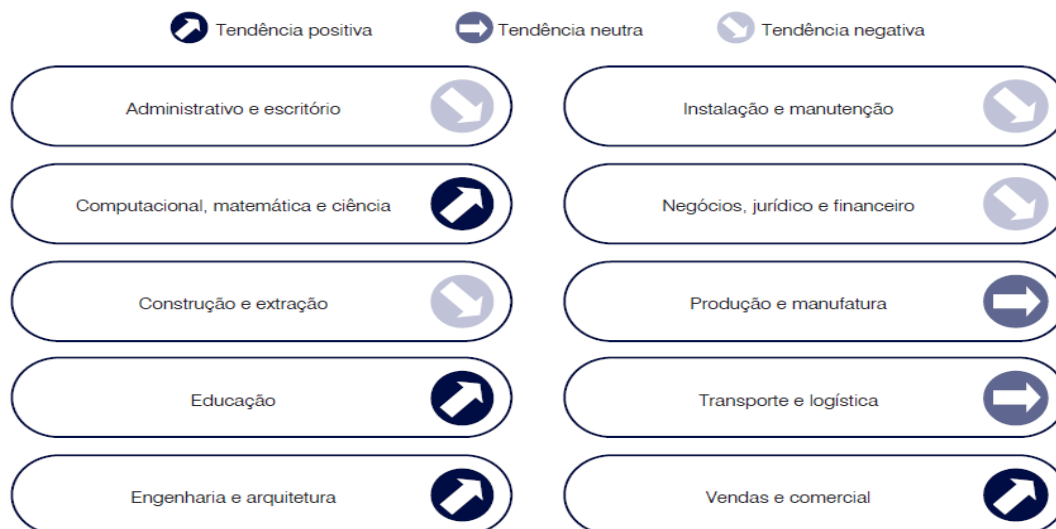 Tendência positiva
Tendência neutra
Tendência negativa
Administrativo e escritório
Instalação e manutenção
Computacional, matemática e ciência
Negócios, jurídico e financeiro
Construção e extração
Produção e manufatura
Educação
Transporte e logística
Engenharia e arquitetura
Vendas e comercial